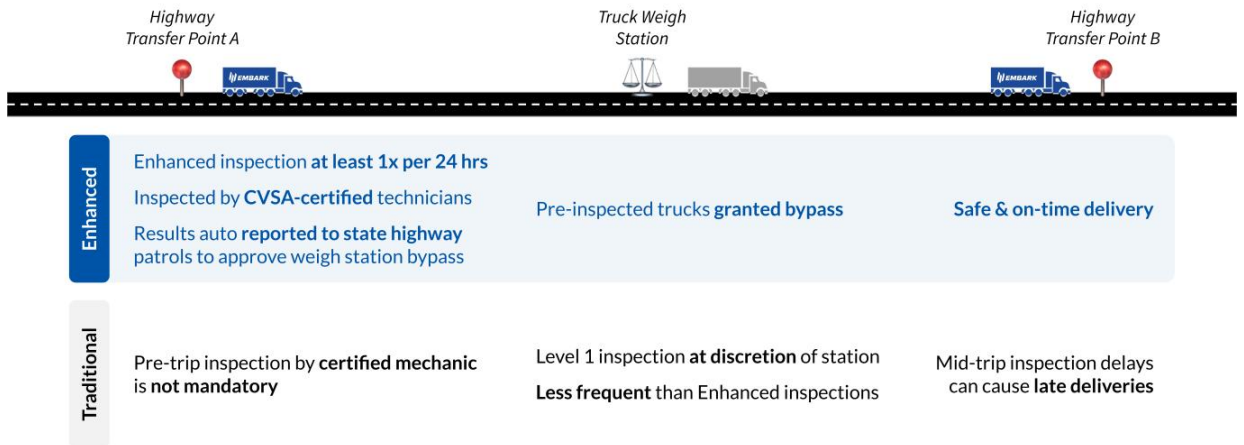 Highway
Transfer Point A
Truck Weigh
Station
Highway
Transfer Point B
EMBARK
EMBARK
Enhanced
Enhanced inspection at least 1x per 24 hrs
Inspected by CVSA-certified technicians
Results auto reported to state highway
patrols to approve weigh station bypass
Pre-inspected trucks granted bypass
Safe & on-time delivery
Traditional
Pre-trip inspection by certified mechanic
is not mandatory
Level 1 inspection at discretion of station
Less frequent than Enhanced inspections
Mid-trip inspection delays
can cause late deliveries